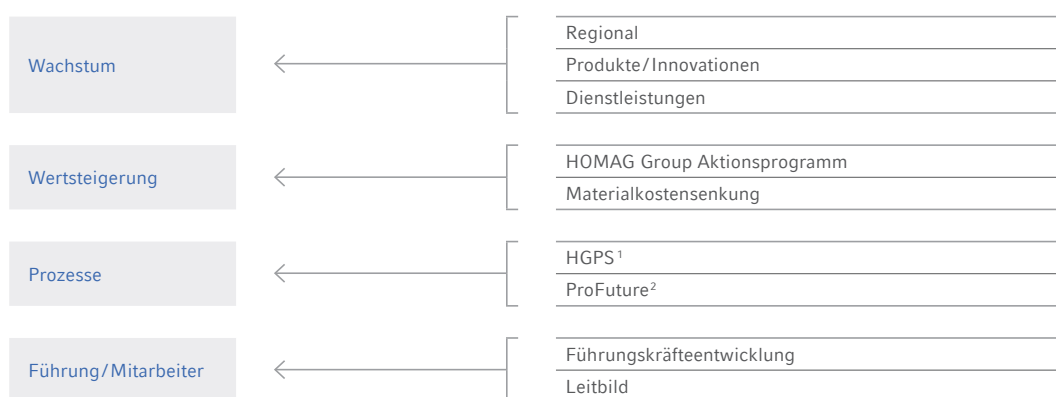 Wachstum
Regional
Produkte/Innovationen
Dienstleistungen
Wertsteigerung
HOMAG Group Aktionsprogramm
Materialkostensenkung
Prozesse
HGPS¹
ProFuture²
Führung/Mitarbeiter
Führungskräfteentwicklung
Leitbild